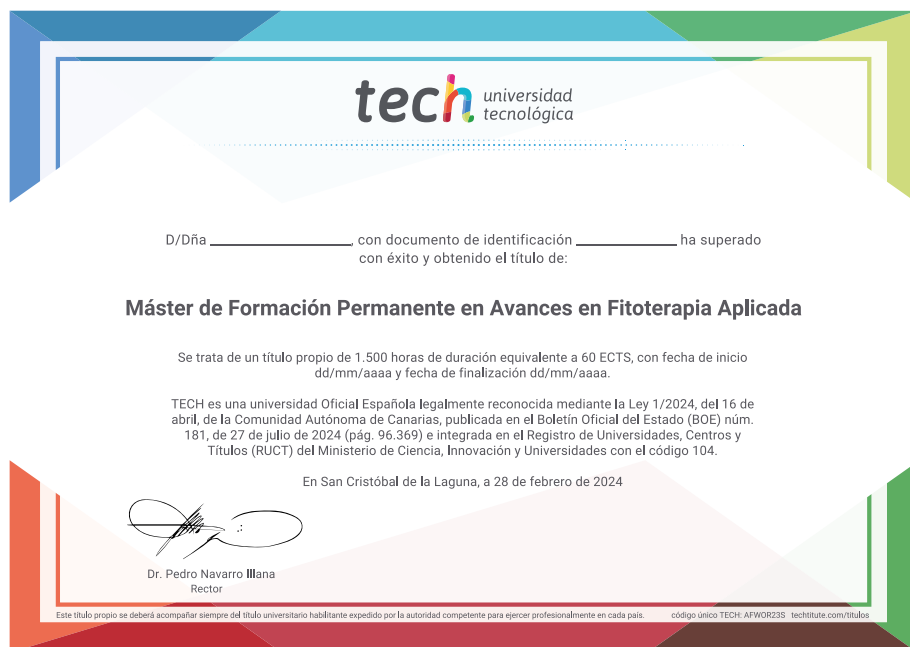 tech universidad
tecnológica
D/Dña ______________, con documento de identificación __________ ha superado
con éxito y obtenido el título de:
Máster de Formación Permanente en Avances en Fitoterapia Aplicada
Se trata de un título propio de 1.500 horas de duración equivalente a 60 ECTS, con fecha de inicio
dd/mm/aaaa y fecha de finalización dd/mm/aaaa.
TECH es una universidad Oficial Española legalmente reconocida mediante la Ley 1/2024, del 16 de
abril, de la Comunidad Autónoma de Canarias, publicada en el Boletín Oficial del Estado (BOE) núm.
181, de 27 de julio de 2024 (pág. 96.369) e integrada en el Registro de Universidades, Centros y
Títulos (RUCT) del Ministerio de Ciencia, Innovación y Universidades con el código 104.
En San Cristóbal de la Laguna, a 28 de febrero de 2024
Dr. Pedro Navarro Illana
Rector
Este título propio se deberá acompañar siempre del título universitario habilitante expedido por la autoridad competente para ejercer profesionalmente en cada país. código único TECH: AFWOR23S techtitute.com/titulos